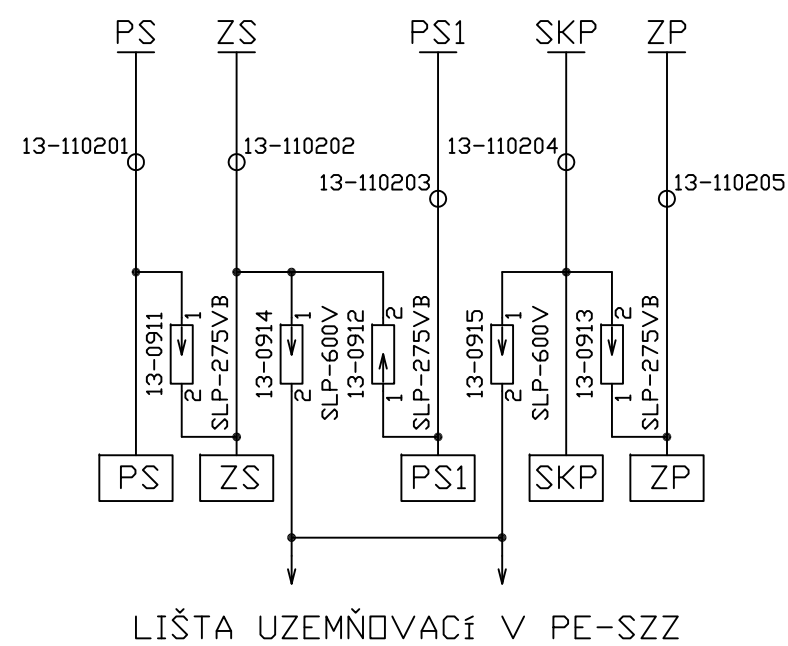 PS ZS PS1 SKP ZP
13-110201 13-110202 13-110204
13-110203 13-110205
13-0911 1 2 SLP-275VB
13-0914 1 2 SLP-600V
13-0912 2 1 SLP-275VB
13-0915 1 2 SLP-600V
13-0913 2 1 SLP-275VB
PS ZS PS1 SKP ZP
LIŠTA UZEMŇOVACí V PE-SZZ